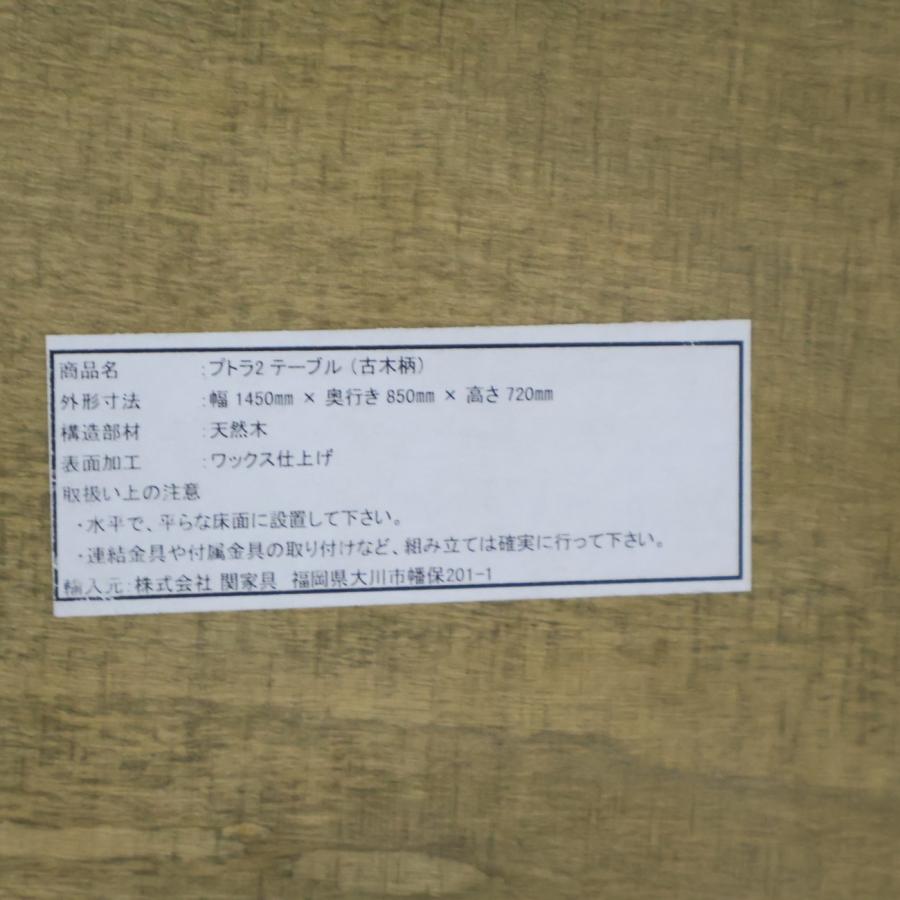 商品名 :プトラ2 テーブル (古木柄)
外形寸法 :幅 1450㎜ × 奥行き 850㎜ × 高さ 720㎜
構造部材 :天然木
表面加工 :ワックス仕上げ
取扱い上の注意
・水平で、平らな床面に設置して下さい。
・連結金具や付属金具の取り付けなど、組み立ては確実に行って下さい。
輸入元:株式会社 関家具 福岡県大川市幡保201-1